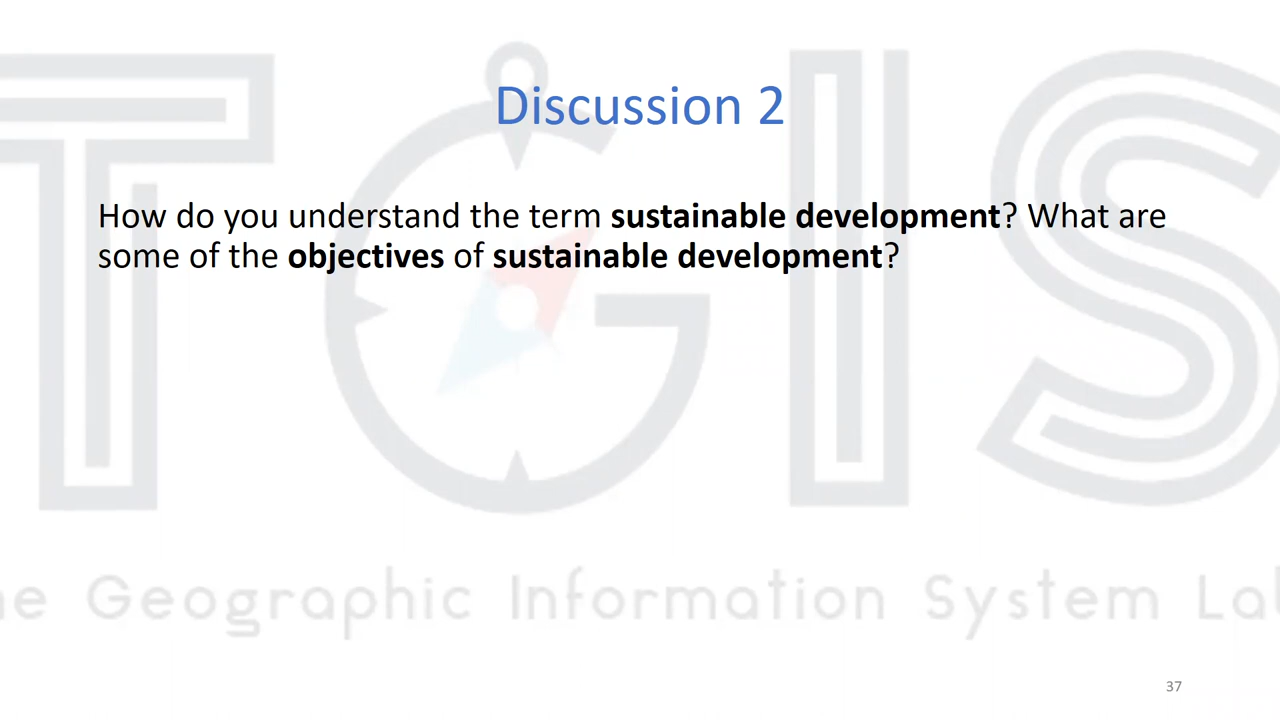 Discussion 2
How do you understand the term sustainable development? What are
some of the objectives of sustainable development?
TGIS
he Geographic Information System La
37